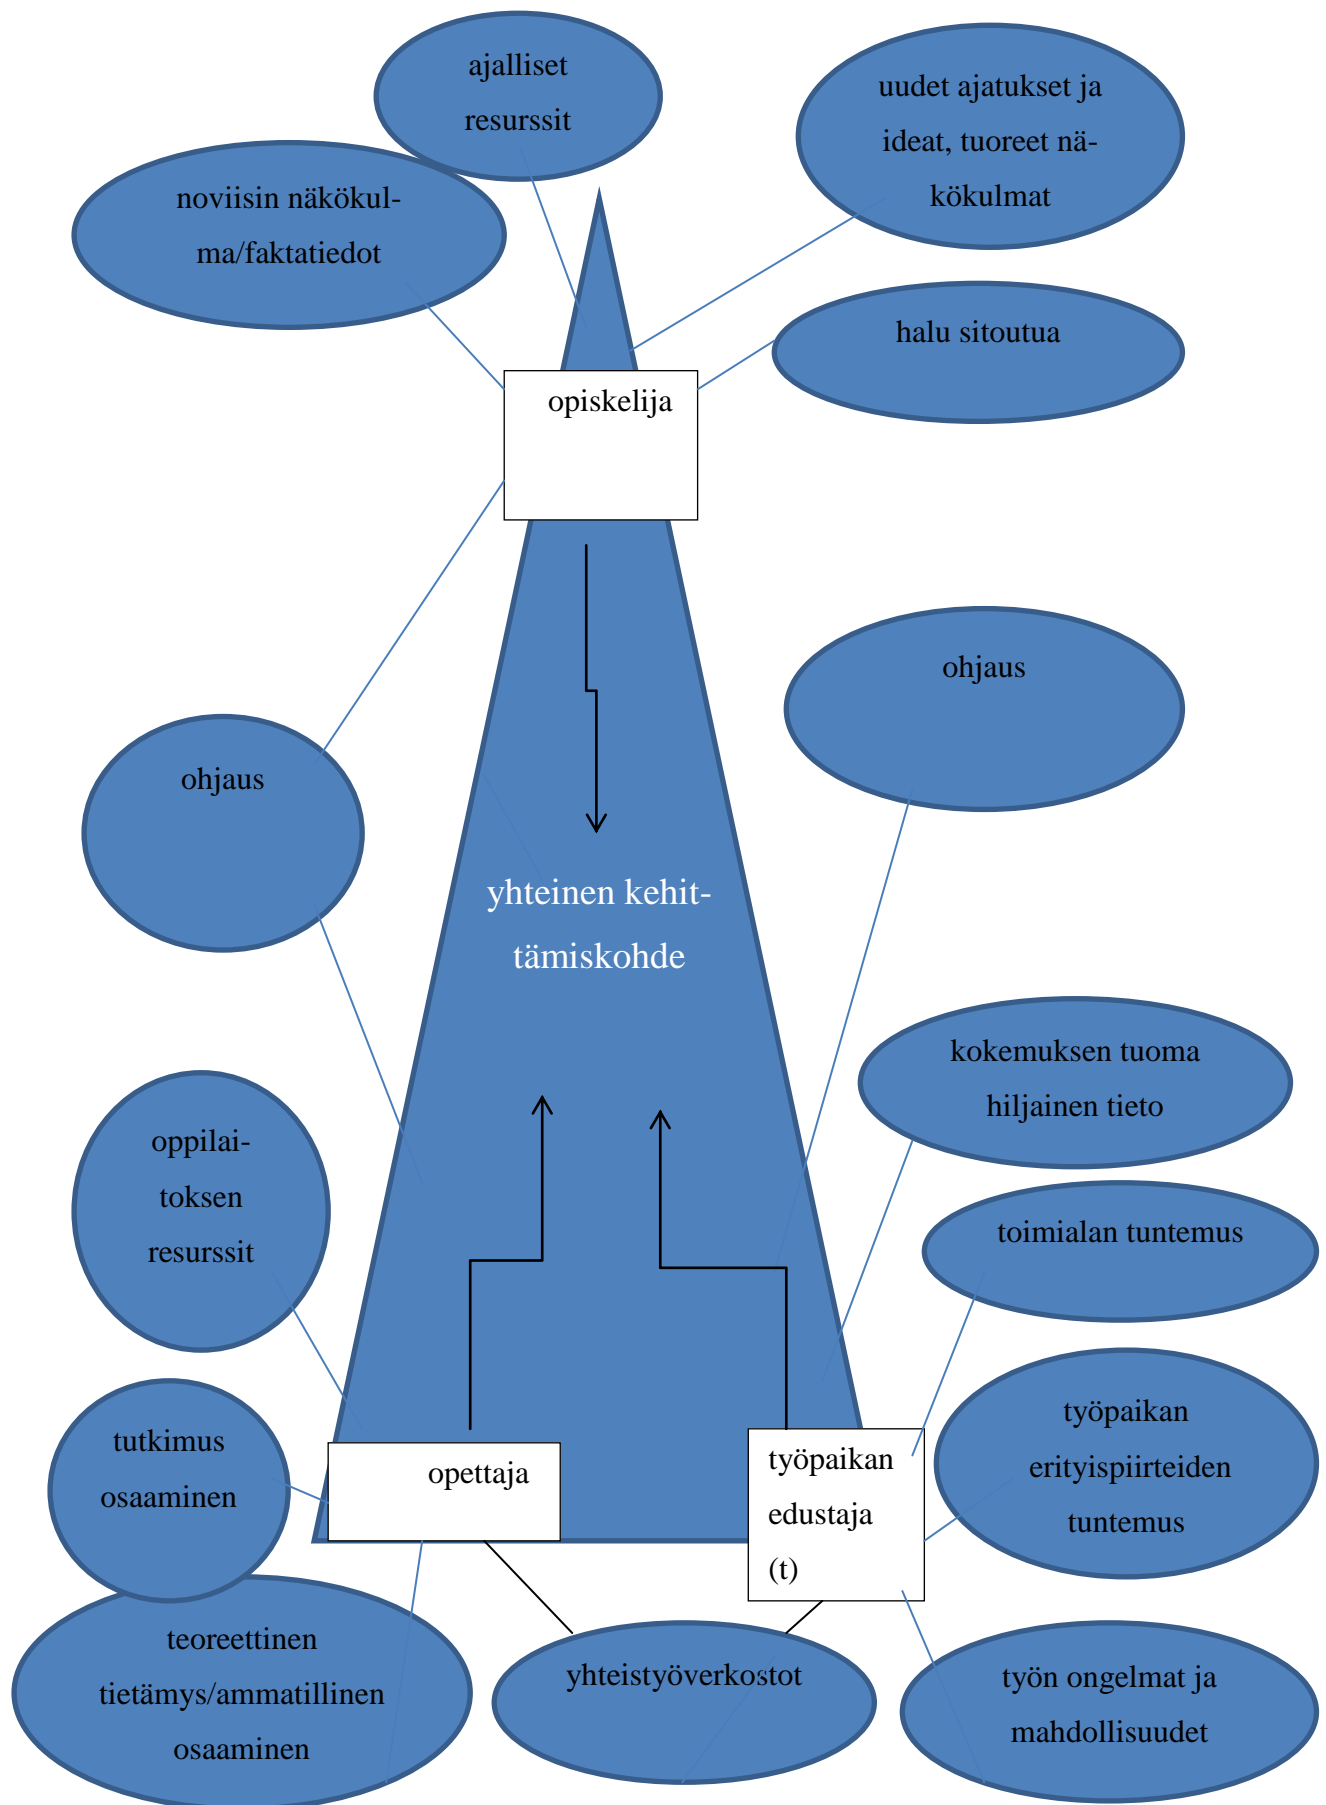 ajalliset
resurssit
uudet ajatukset ja
ideat, tuoreet nä-
kökulmat
noviisin näkökul-
ma/faktatiedot
halu sitoutua
opiskelija
ohjaus
ohjaus
yhteinen kehit-
tämiskohde
kokemuksen tuoma
hiljainen tieto
oppilai-
toksen
resurssit
toimialan tuntemus
työpaikan
erityispiirteiden
tuntemus
tutkimus
osaaminen
opettaja
työpaikan
edustaja
(t)
teoreettinen
tietämys/ammatillinen
osaaminen
yhteistyöverkostot
työn ongelmat ja
mahdollisuudet